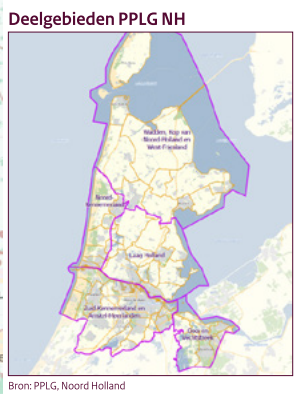 Deelgebieden PPLG NH
Wadden, Kop van
Noord-Holland en
West Friesland
Noord-
Kennemerland
Laag Holland
Zuid Kennemerland en
Amstel-Meerlanden
Gooi en
Vechtstreek
Bron: PPLG, Noord Holland